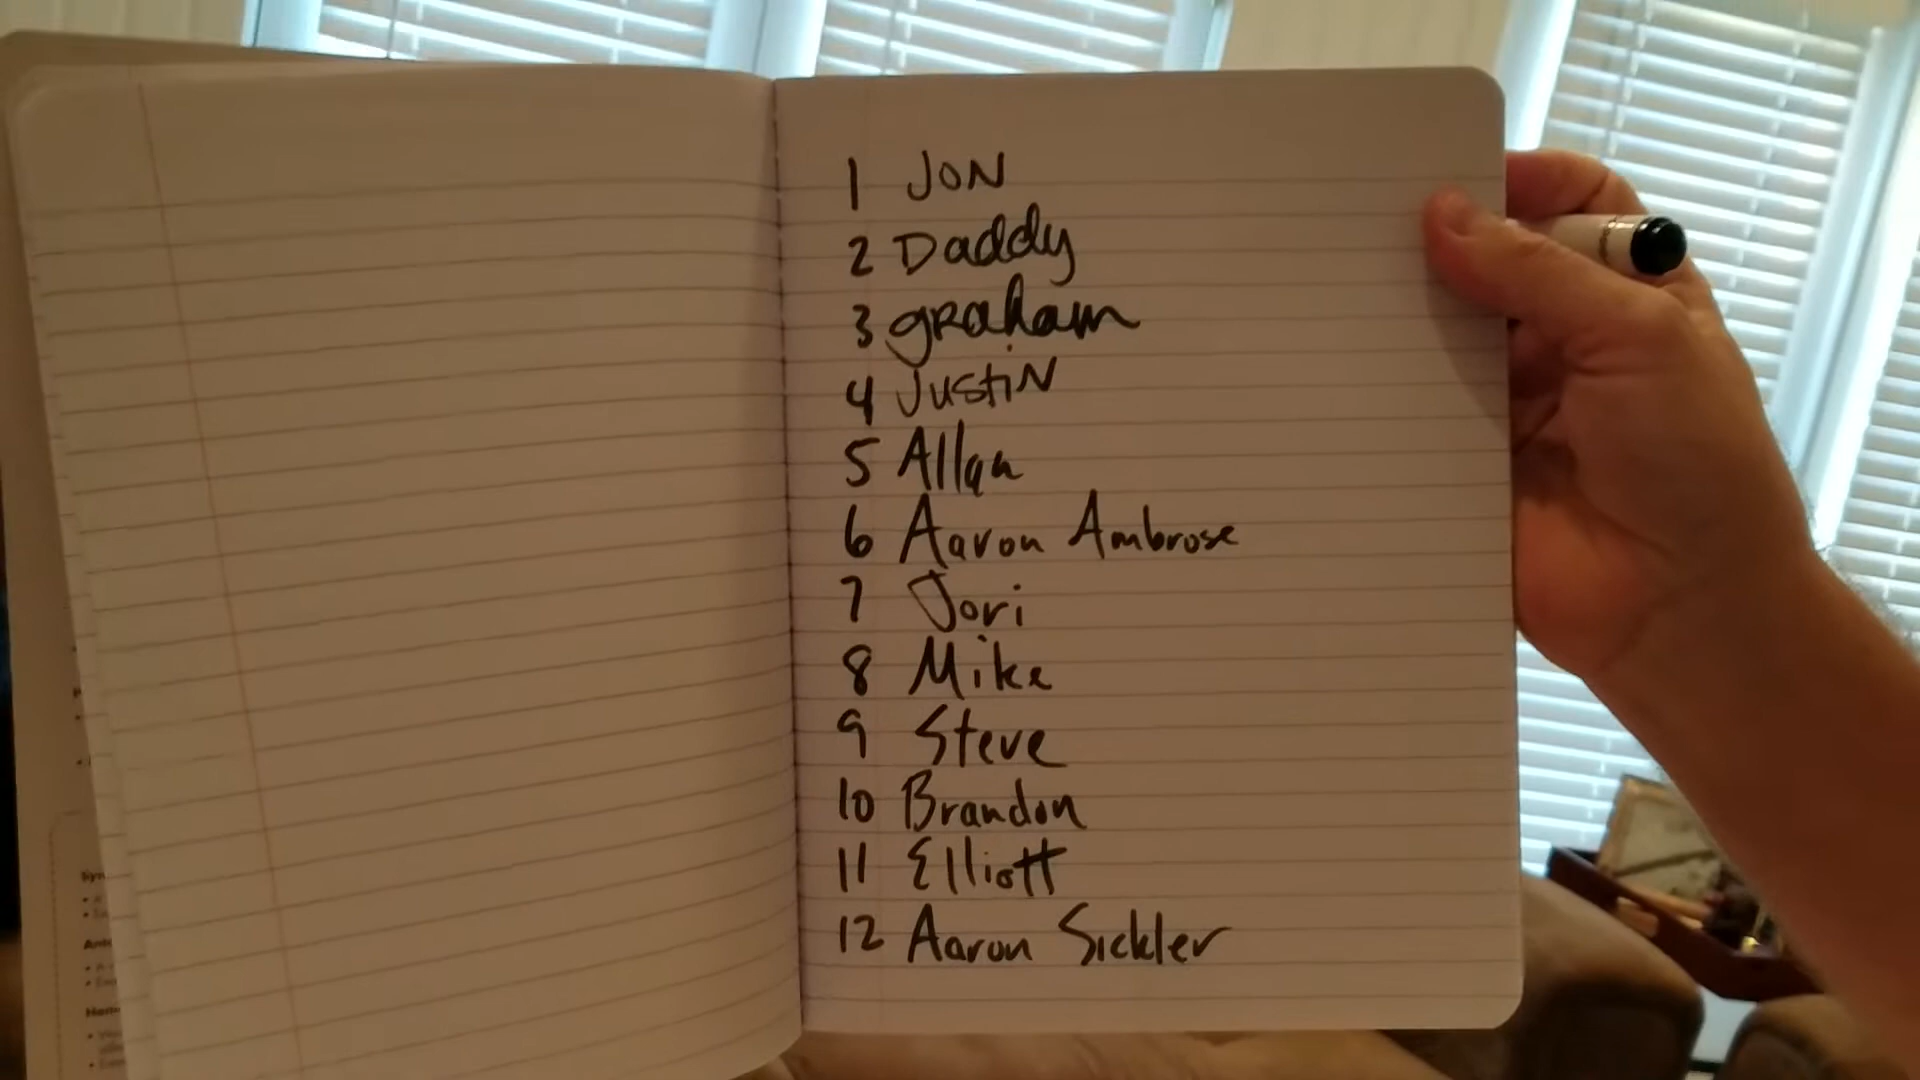 1 JON
2 Daddy
3 graham
4 JUSTIN
5 Allan
6 Aaron Ambrose
7 Jori
8 Mike
9 Steve
10 Brandon
11 Elliott
12 Aaron Sickler